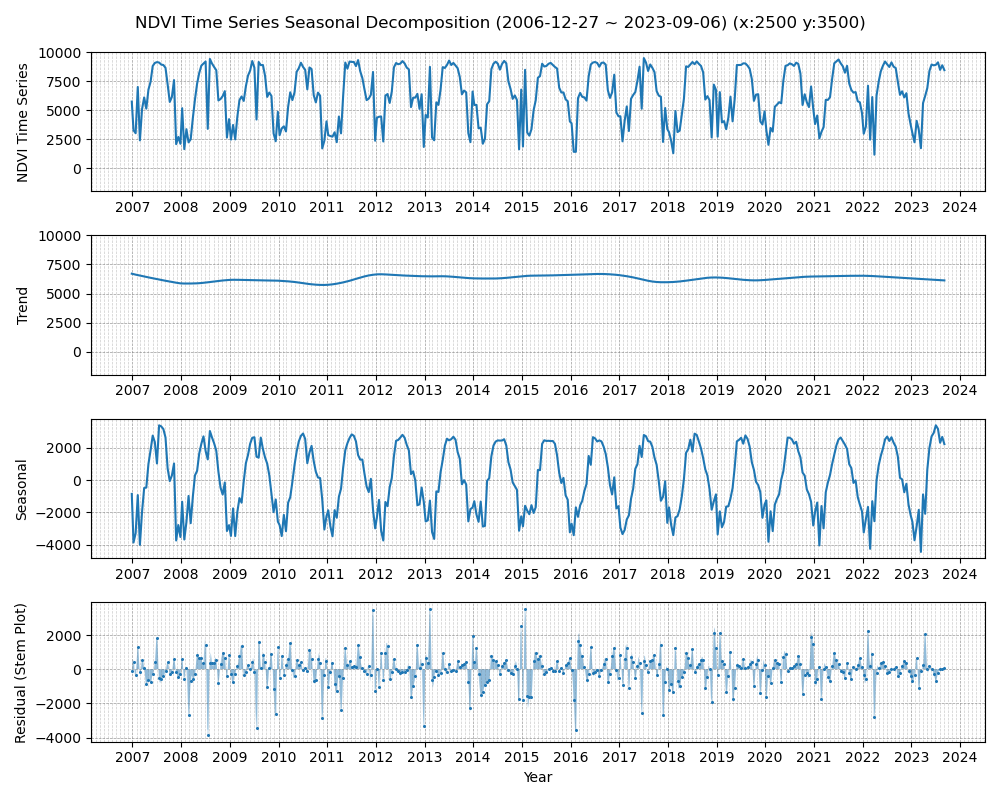 NDVI Time Series Seasonal Decomposition (2006-12-27 ~ 2023-09-06) (x:2500 y:3500)
NDVI Time Series
10000
7500
5000
2500
0
2007 2008 2009 2010 2011 2012 2013 2014 2015 2016 2017 2018 2019 2020 2021 2022 2023 2024
Trend
10000
7500
5000
2500
0
2007 2008 2009 2010 2011 2012 2013 2014 2015 2016 2017 2018 2019 2020 2021 2022 2023 2024
Seasonal
2000
0
−2000
−4000
2007 2008 2009 2010 2011 2012 2013 2014 2015 2016 2017 2018 2019 2020 2021 2022 2023 2024
Residual (Stem Plot)
2000
0
−2000
−4000
2007 2008 2009 2010 2011 2012 2013 2014 2015 2016 2017 2018 2019 2020 2021 2022 2023 2024
Year